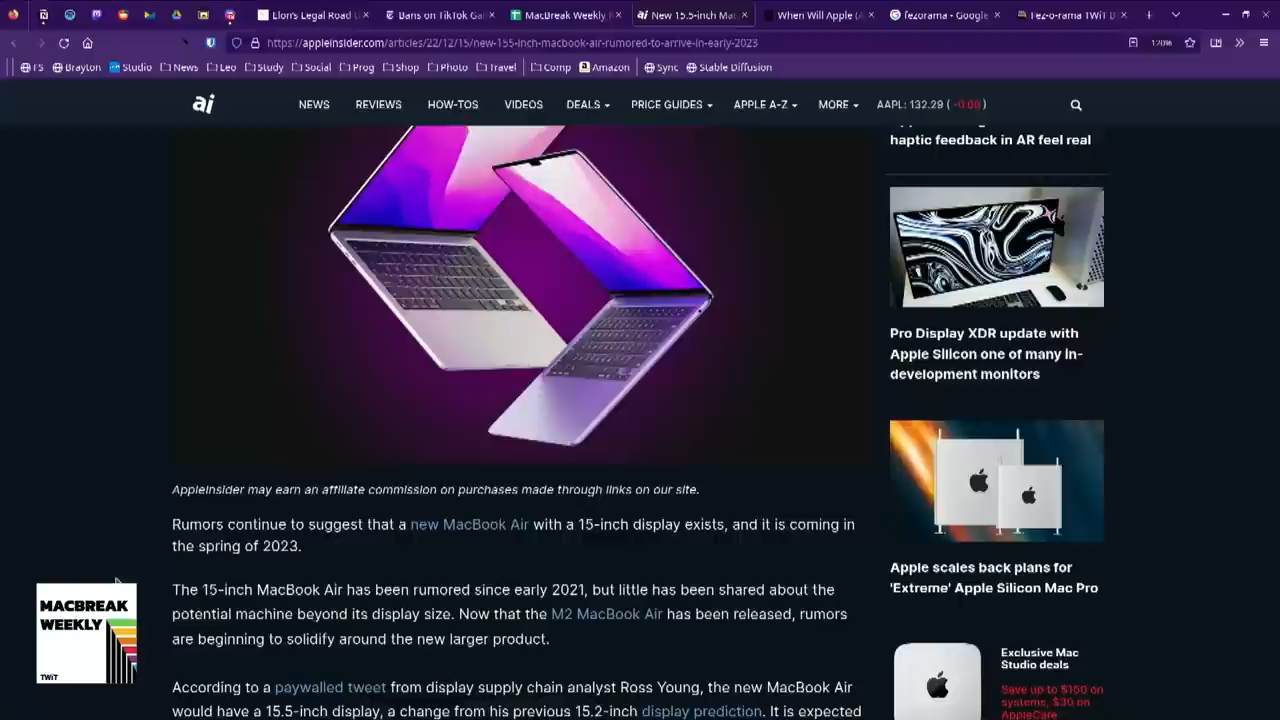 Elon's Legal Road
Bans on TikTok Gai
MacBreak Weekly
New 15.5-inch Mac
When Will Apple (
fezorama - Google
Fez-o-rama TWiT
https://appleinsider.com/articles/22/12/15/new-155-inch-macbook-air-rumored-to-arrive-in-early-2023
120%
FS Brayton Studio News Leo Study Social Prog Shop Photo Travel Comp Amazon Sync Stable Diffusion
ai NEWS REVIEWS HOW-TOS VIDEOS DEALS PRICE GUIDES APPLE A-Z MORE AAPL: 132.29 ( -0.00 )
haptic feedback in AR feel real
Pro Display XDR update with
Apple Silicon one of many in-
development monitors
Apple scales back plans for
'Extreme' Apple Silicon Mac Pro
Exclusive Mac
Studio deals
Save up to $150 on
systems, $30 on
AppleCare
AppleInsider may earn an affiliate commission on purchases made through links on our site.
Rumors continue to suggest that a new MacBook Air with a 15-inch display exists, and it is coming in
the spring of 2023.
The 15-inch MacBook Air has been rumored since early 2021, but little has been shared about the
potential machine beyond its display size. Now that the M2 MacBook Air has been released, rumors
are beginning to solidify around the new larger product.
According to a paywalled tweet from display supply chain analyst Ross Young, the new MacBook Air
would have a 15.5-inch display, a change from his previous 15.2-inch display prediction. It is expected
MACBREAK
WEEKLY
TWiT